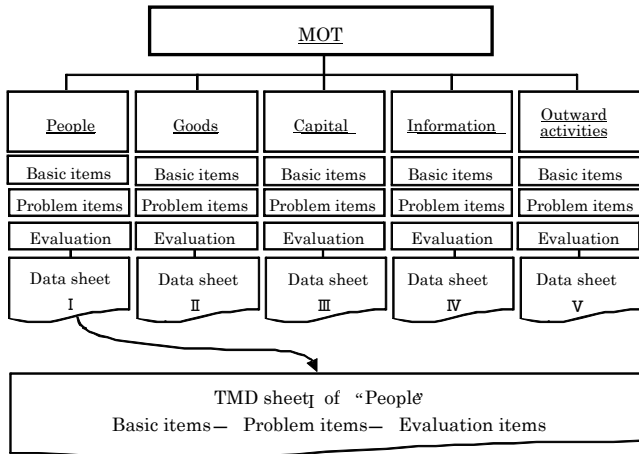 MOT
People
Goods
Capital
Information
Outward
activities
Basic items
Basic items
Basic items
Basic items
Basic items
Problem items
Problem items
Problem items
Problem items
Problem items
Evaluation
Evaluation
Evaluation
Evaluation
Evaluation
Data sheet
Ⅰ
Data sheet
Ⅱ
Data sheet
Ⅲ
Data sheet
Ⅳ
Data sheet
Ⅴ
TMD sheetⅠ of “People”
Basic items— Problem items— Evaluation items